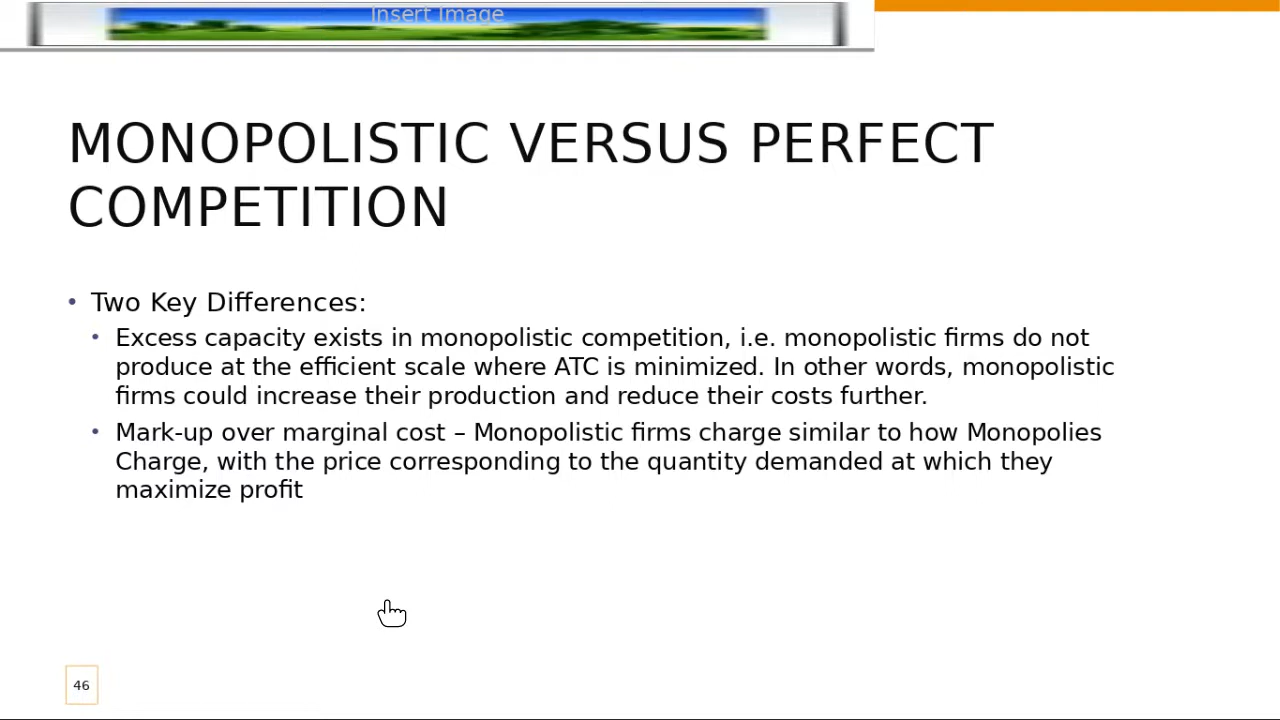 Insert Image
MONOPOLISTIC VERSUS PERFECT
COMPETITION
• Two Key Differences:
• Excess capacity exists in monopolistic competition, i.e. monopolistic firms do not
produce at the efficient scale where ATC is minimized. In other words, monopolistic
firms could increase their production and reduce their costs further.
• Mark-up over marginal cost – Monopolistic firms charge similar to how Monopolies
Charge, with the price corresponding to the quantity demanded at which they
maximize profit
46